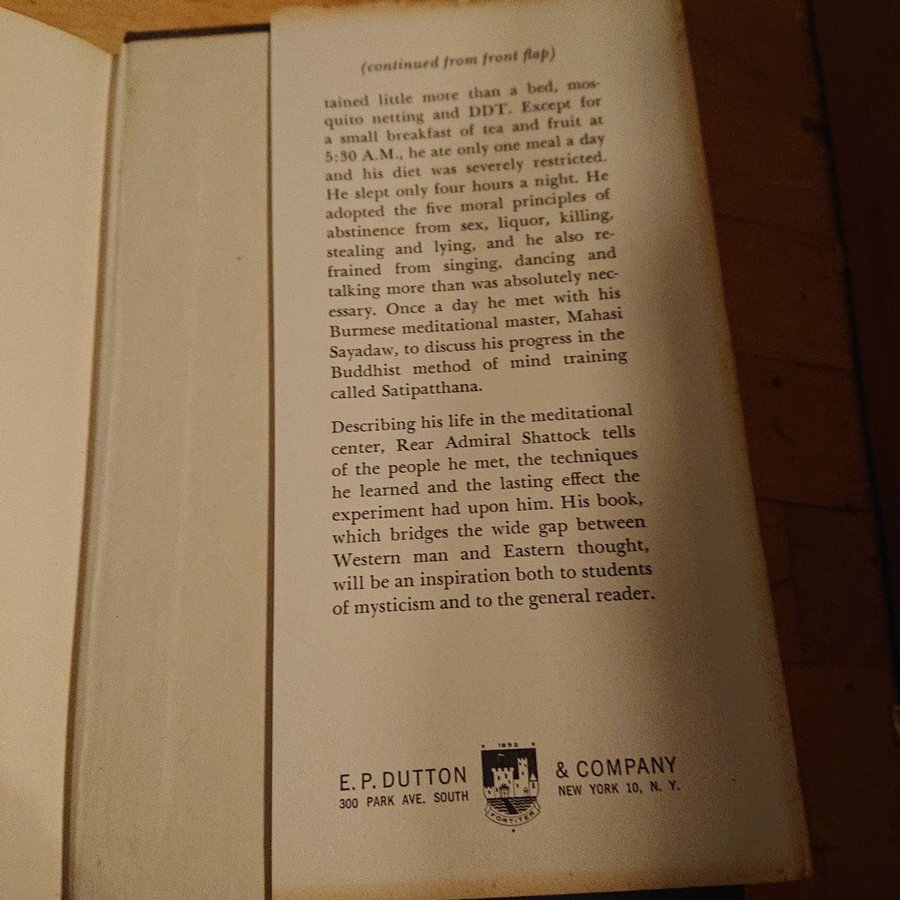 (continued from front flap)
tained little more than a bed, mos-
quito netting and DDT. Except for
a small breakfast of tea and fruit at
5:30 A.M., he ate only one meal a day
and his diet was severely restricted.
He slept only four hours a night. He
adopted the five moral principles of
abstinence from sex, liquor, killing,
stealing and lying, and he also re-
frained from singing, dancing and
talking more than was absolutely nec-
essary. Once a day he met with his
Burmese meditational master, Mahasi
Sayadaw, to discuss his progress in the
Buddhist method of mind training
called Satipatthana.
Describing his life in the meditational
center, Rear Admiral Shattock tells
of the people he met, the techniques
he learned and the lasting effect the
experiment had upon him. His book,
which bridges the wide gap between
Western man and Eastern thought,
will be an inspiration both to students
of mysticism and to the general reader.
1852
E. P. DUTTON & COMPANY
300 PARK AVE. SOUTH NEW YORK 10, N. Y.
FORTITER